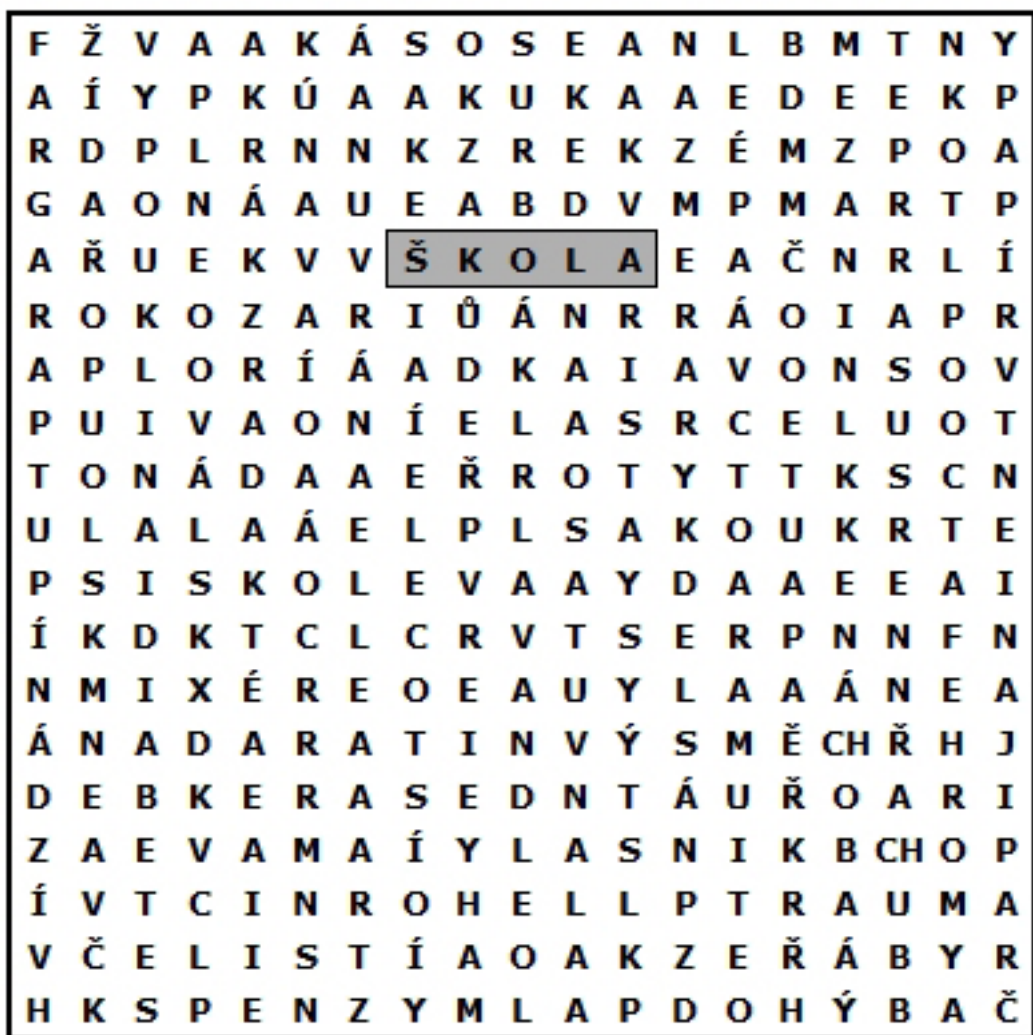 F Ž V A A K Á S O S E A N L B M T N Y
A Í Y P K Ú A A K U K A A E D E E K P
R D P L R N N K Z R E K Z É M Z P O A
G A O N Á A U E A B D V M P M A R T P
A Ř U E K V V Š K O L A E A Č N R L Í
R O K O Z A R I Ů Á N R R Á O I A P R
A P L O R Í Á A D K A I A V O N S O V
P U I V A O N Í E L A S R C E L U O T
T O N Á D A A E Ř R O T Y T T K S C N
U L A L A Á E L P L S A K O U K R T E
P S I S K O L E V A A Y D A A E E A I
Í K D K T C L C R V T S E R P N N F N
N M I X É R E O E A U Y L A A Á N E A
Á N A D A R A T I N V Ý S M Ě CH Ř H J
D E B K E R A S E D N T Á U Ř O A R I
Z A E V A M A Í Y L A S N I K B CH O P
Í V T C I N R O H E L L P T R A U M A
V Č E L I S T Í A O A K Z E Ř Á B Y R
H K S P E N Z Y M L A P D O H Ý B A Č